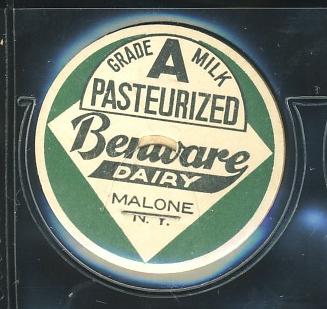 GRADE A MILK
PASTEURIZED
Benware
DAIRY
MALONE
N. Y.